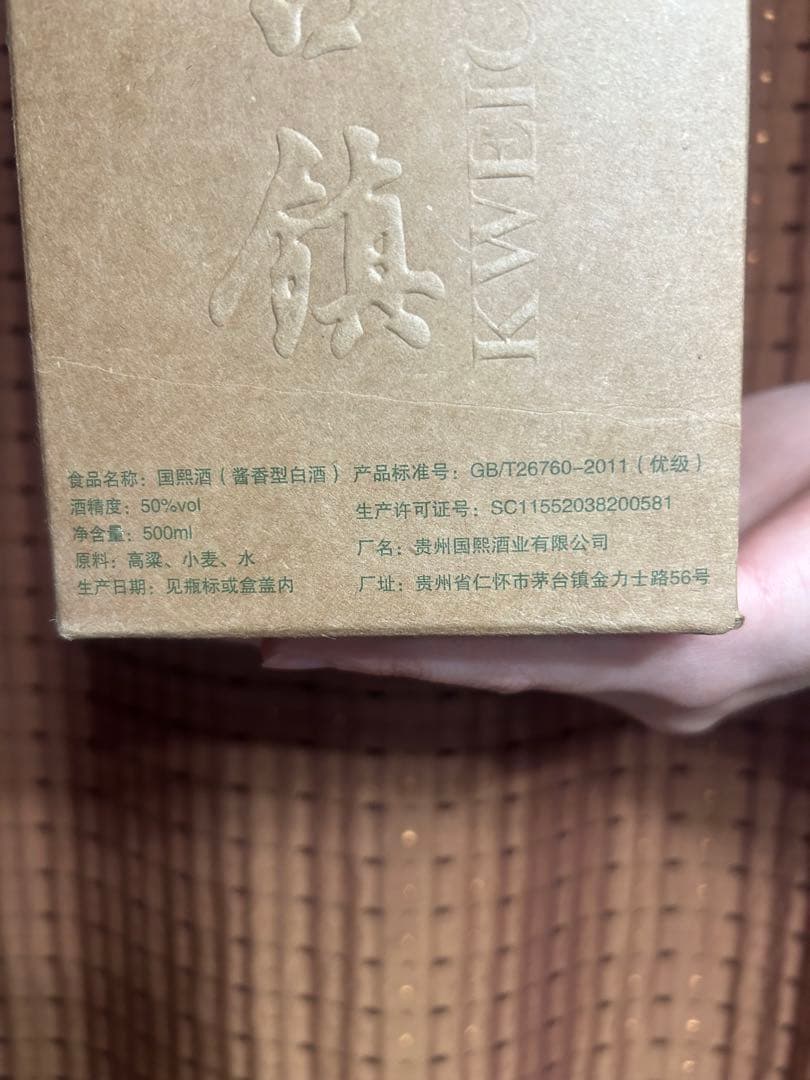 镇
KWEIC
食品名称：国熙酒（酱香型白酒）
酒精度：50%vol
净含量：500ml
原料：高粱、小麦、水
生产日期：见瓶标或盒盖内
产品标准号：GB/T26760-2011（优级）
生产许可证号：SC11552038200581
厂名：贵州国熙酒业有限公司
厂址：贵州省仁怀市茅台镇金力士路56号